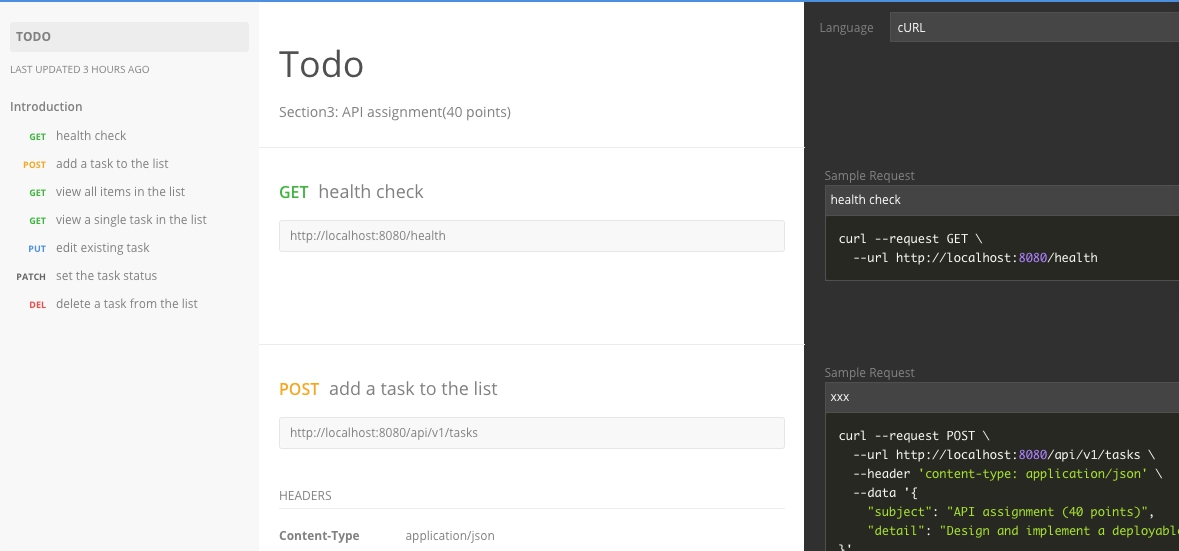 TODO
LAST UPDATED 3 HOURS AGO
Introduction
GET health check
POST add a task to the list
GET view all items in the list
GET view a single task in the list
PUT edit existing task
PATCH set the task status
DEL delete a task from the list
Todo
Section3: API assignment(40 points)
GET health check
http://localhost:8080/health
POST add a task to the list
http://localhost:8080/api/v1/tasks
HEADERS
Content-Type application/json
Language cURL
Sample Request
health check
curl --request GET \
--url http://localhost:8080/health
Sample Request
xxx
curl --request POST \
--url http://localhost:8080/api/v1/tasks \
--header 'content-type: application/json' \
--data '{
"subject": "API assignment (40 points)",
"detail": "Design and implement a deployabl
}'